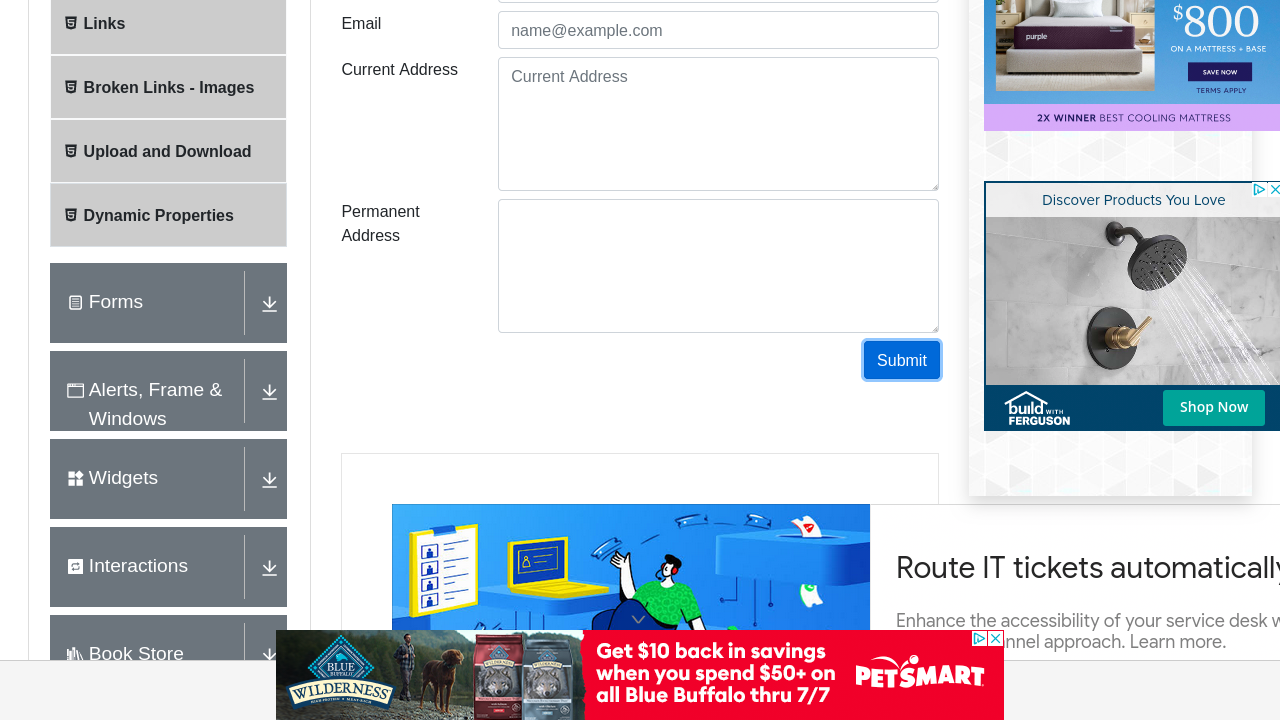 Links
Broken Links - Images
Upload and Download
Dynamic Properties
Forms
Alerts, Frame &
Windows
Widgets
Interactions
Book Store
Email
name@example.com
Current Address
Current Address
Permanent
Address
Submit
purple
$800
ON A MATTRESS + BASE
SAVE NOW
TERMS APPLY
2X WINNER BEST COOLING MATTRESS
Discover Products You Love
build WITH
FERGUSON
Shop Now
Route IT tickets automatically
Enhance the accessibility of your service desk
approach. Learn more.
BLUE
BUFFALO
WILDERNESS
Get $10 back in savings
when you spend $50+ on
all Blue Buffalo thru 7/7
PETSMART